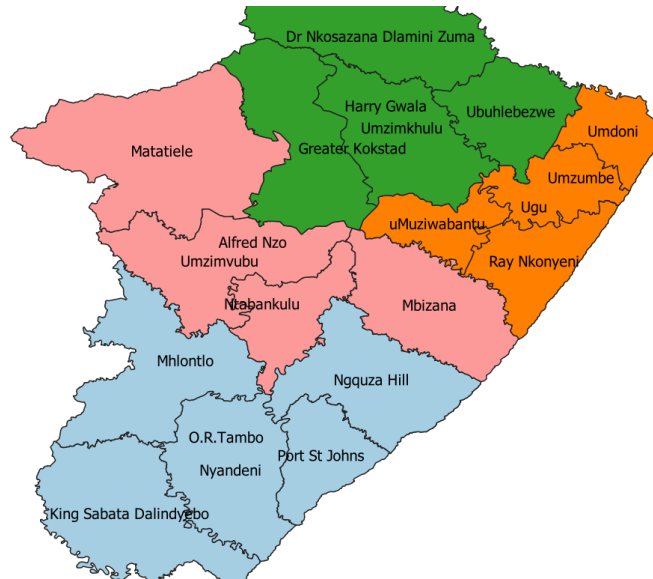 Dr Nkosazana Dlamini Zuma
Harry Gwala
Ubuhlebezwe
Umzimkhulu
Umdoni
Greater Kokstad
Matatiele
Umzumbe
Ugu
uMuziwabantu
Alfred Nzo
Umzimvubu
Ray Nkonyeni
Ntabankulu
Mbizana
Mhlontlo
Ngquza Hill
O.R.Tambo
Port St Johns
Nyandeni
King Sabata Dalindyebo